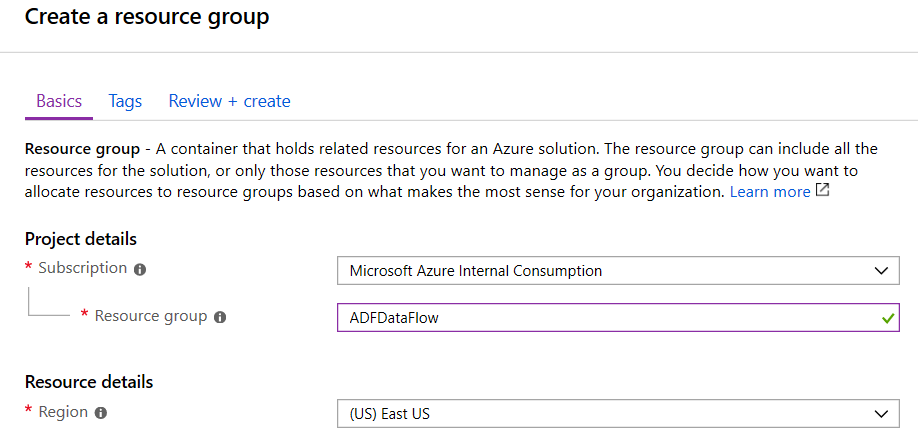 Create a resource group
Basics Tags Review + create
Resource group - A container that holds related resources for an Azure solution. The resource group can include all the
resources for the solution, or only those resources that you want to manage as a group. You decide how you want to
allocate resources to resource groups based on what makes the most sense for your organization. Learn more
Project details
* Subscription Microsoft Azure Internal Consumption
* Resource group ADFDataFlow
Resource details
* Region (US) East US